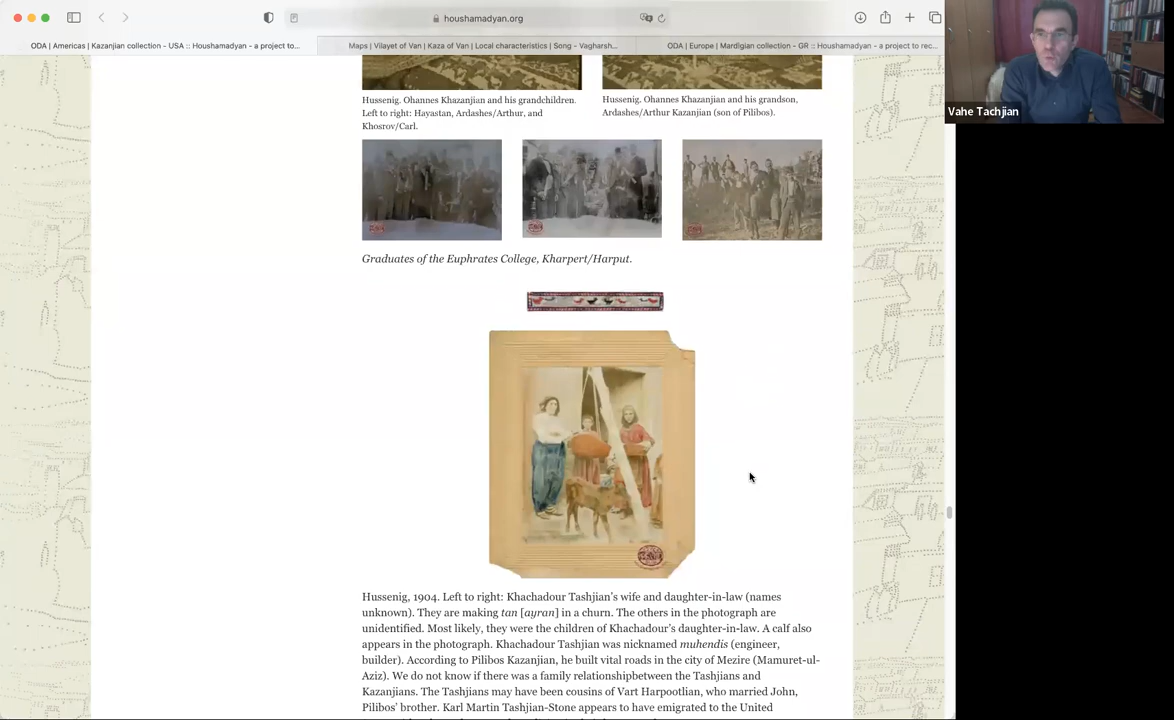 houshamadyan.org
ODA | Americas | Kazanjian collection - USA :: Houshamadyan - a project to...
Maps | Vilayet of Van | Kaza of Van | Local characteristics | Song - Vagharsh...
ODA | Europe | Mardigian collection - GR :: Houshamadyan - a project to rec...
Vahe Tachjian
Hussenig. Ohannes Khazanjian and his grandchildren.
Left to right: Hayastan, Ardashes/Arthur, and
Khosrov/Carl.
Hussenig. Ohannes Khazanjian and his grandson,
Ardashes/Arthur Kazanjian (son of Pilibos).
Graduates of the Euphrates College, Kharpert/Harput.
Hussenig, 1904. Left to right: Khachadour Tashjian’s wife and daughter-in-law (names
unknown). They are making tan [ayran] in a churn. The others in the photograph are
unidentified. Most likely, they were the children of Khachadour’s daughter-in-law. A calf also
appears in the photograph. Khachadour Tashjian was nicknamed muhendis (engineer,
builder). According to Pilibos Kazanjian, he built vital roads in the city of Mezire (Mamuret-ul-
Aziz). We do not know if there was a family relationshipbetween the Tashjians and
Kazanjians. The Tashjians may have been cousins of Vart Harpootlian, who married John,
Pilibos’ brother. Karl Martin Tashjian-Stone appears to have emigrated to the United